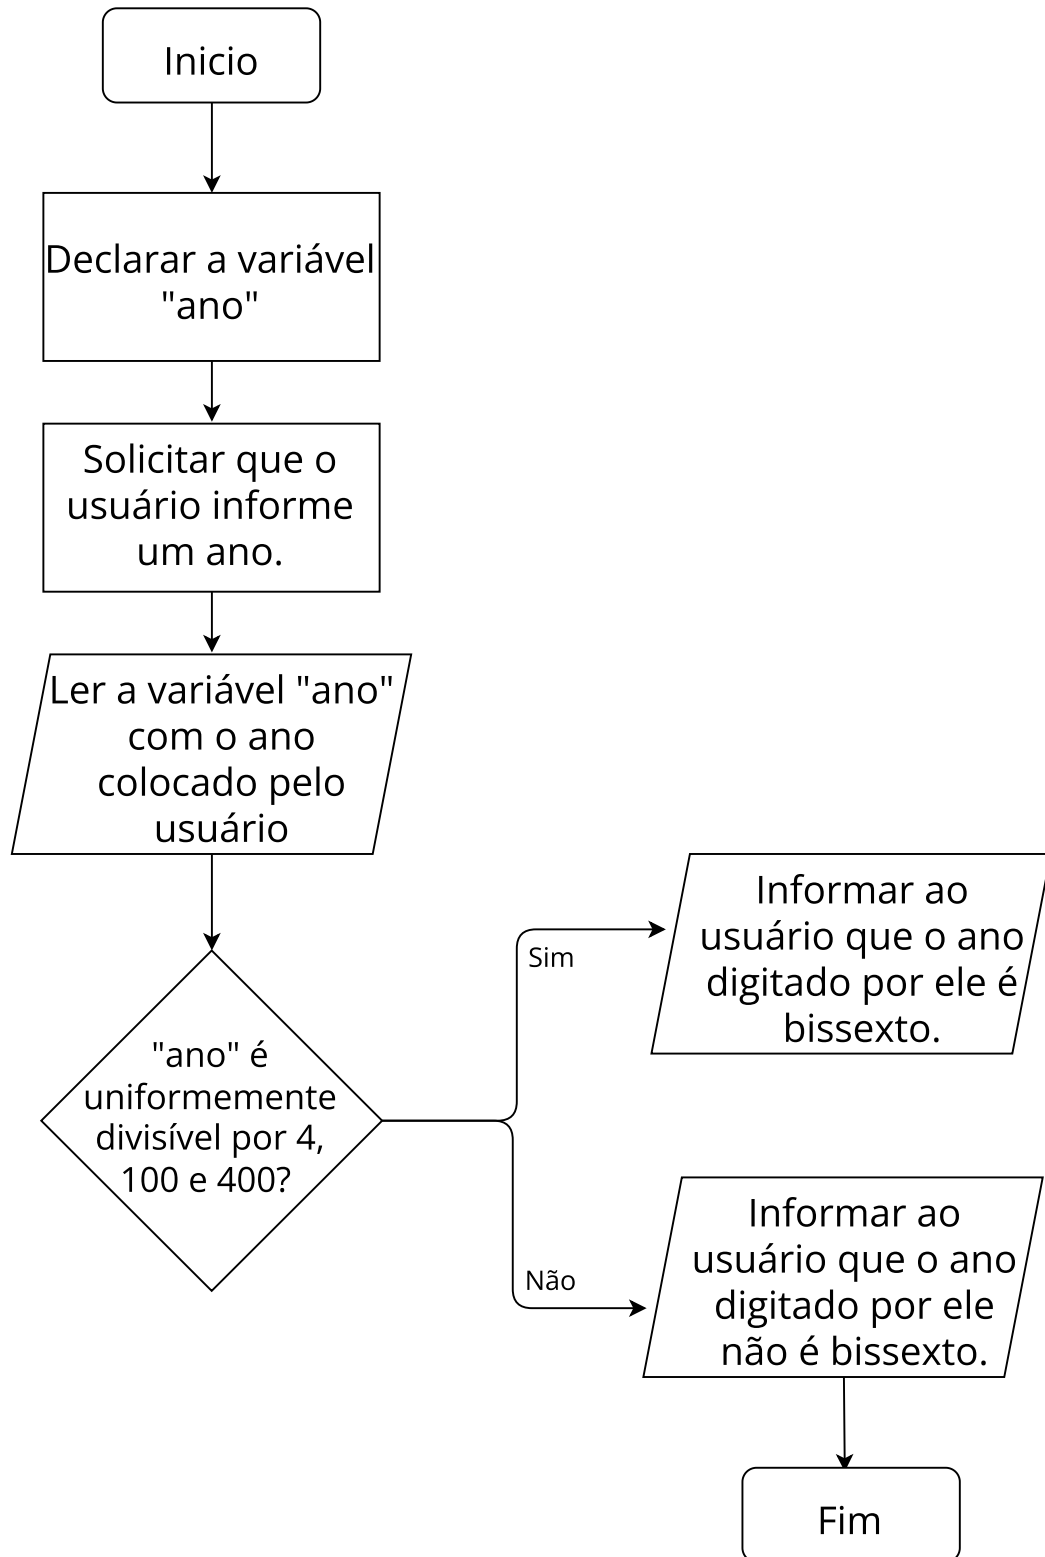 Inicio
Declarar a variável
"ano"
Solicitar que o
usuário informe
um ano.
Ler a variável "ano"
com o ano
colocado pelo
usuário
"ano" é
uniformemente
divisível por 4,
100 e 400?
Sim
Informar ao
usuário que o ano
digitado por ele é
bissexto.
Não
Informar ao
usuário que o ano
digitado por ele
não é bissexto.
Fim